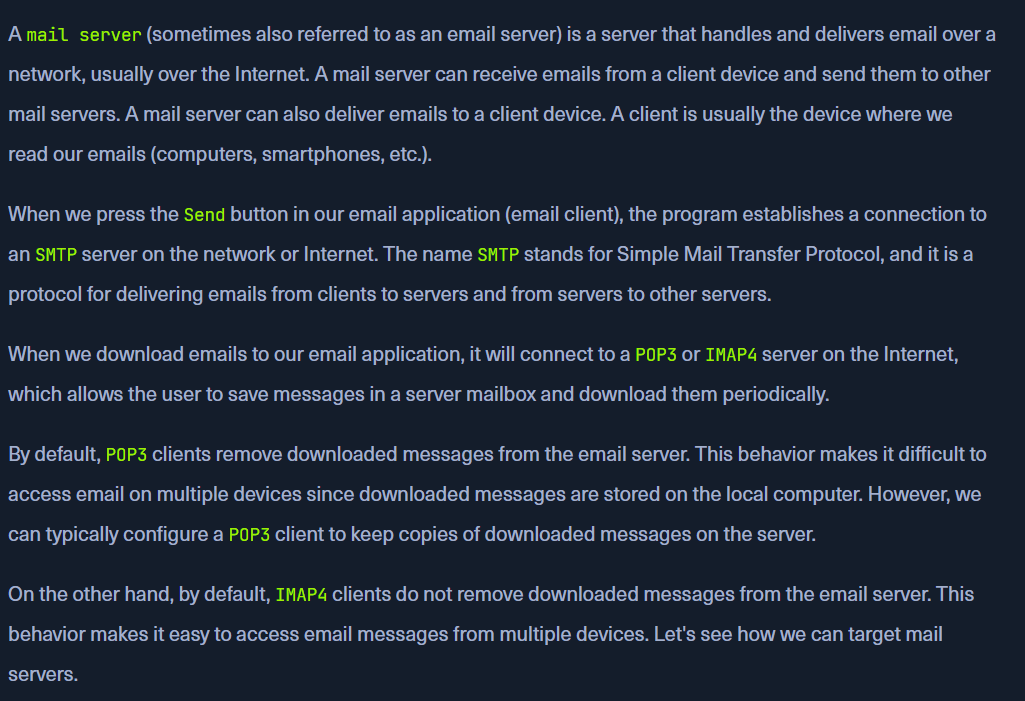 A mail server (sometimes also referred to as an email server) is a server that handles and delivers email over a
network, usually over the Internet. A mail server can receive emails from a client device and send them to other
mail servers. A mail server can also deliver emails to a client device. A client is usually the device where we
read our emails (computers, smartphones, etc.).
When we press the Send button in our email application (email client), the program establishes a connection to
an SMTP server on the network or Internet. The name SMTP stands for Simple Mail Transfer Protocol, and it is a
protocol for delivering emails from clients to servers and from servers to other servers.
When we download emails to our email application, it will connect to a POP3 or IMAP4 server on the Internet,
which allows the user to save messages in a server mailbox and download them periodically.
By default, POP3 clients remove downloaded messages from the email server. This behavior makes it difficult to
access email on multiple devices since downloaded messages are stored on the local computer. However, we
can typically configure a POP3 client to keep copies of downloaded messages on the server.
On the other hand, by default, IMAP4 clients do not remove downloaded messages from the email server. This
behavior makes it easy to access email messages from multiple devices. Let's see how we can target mail
servers.